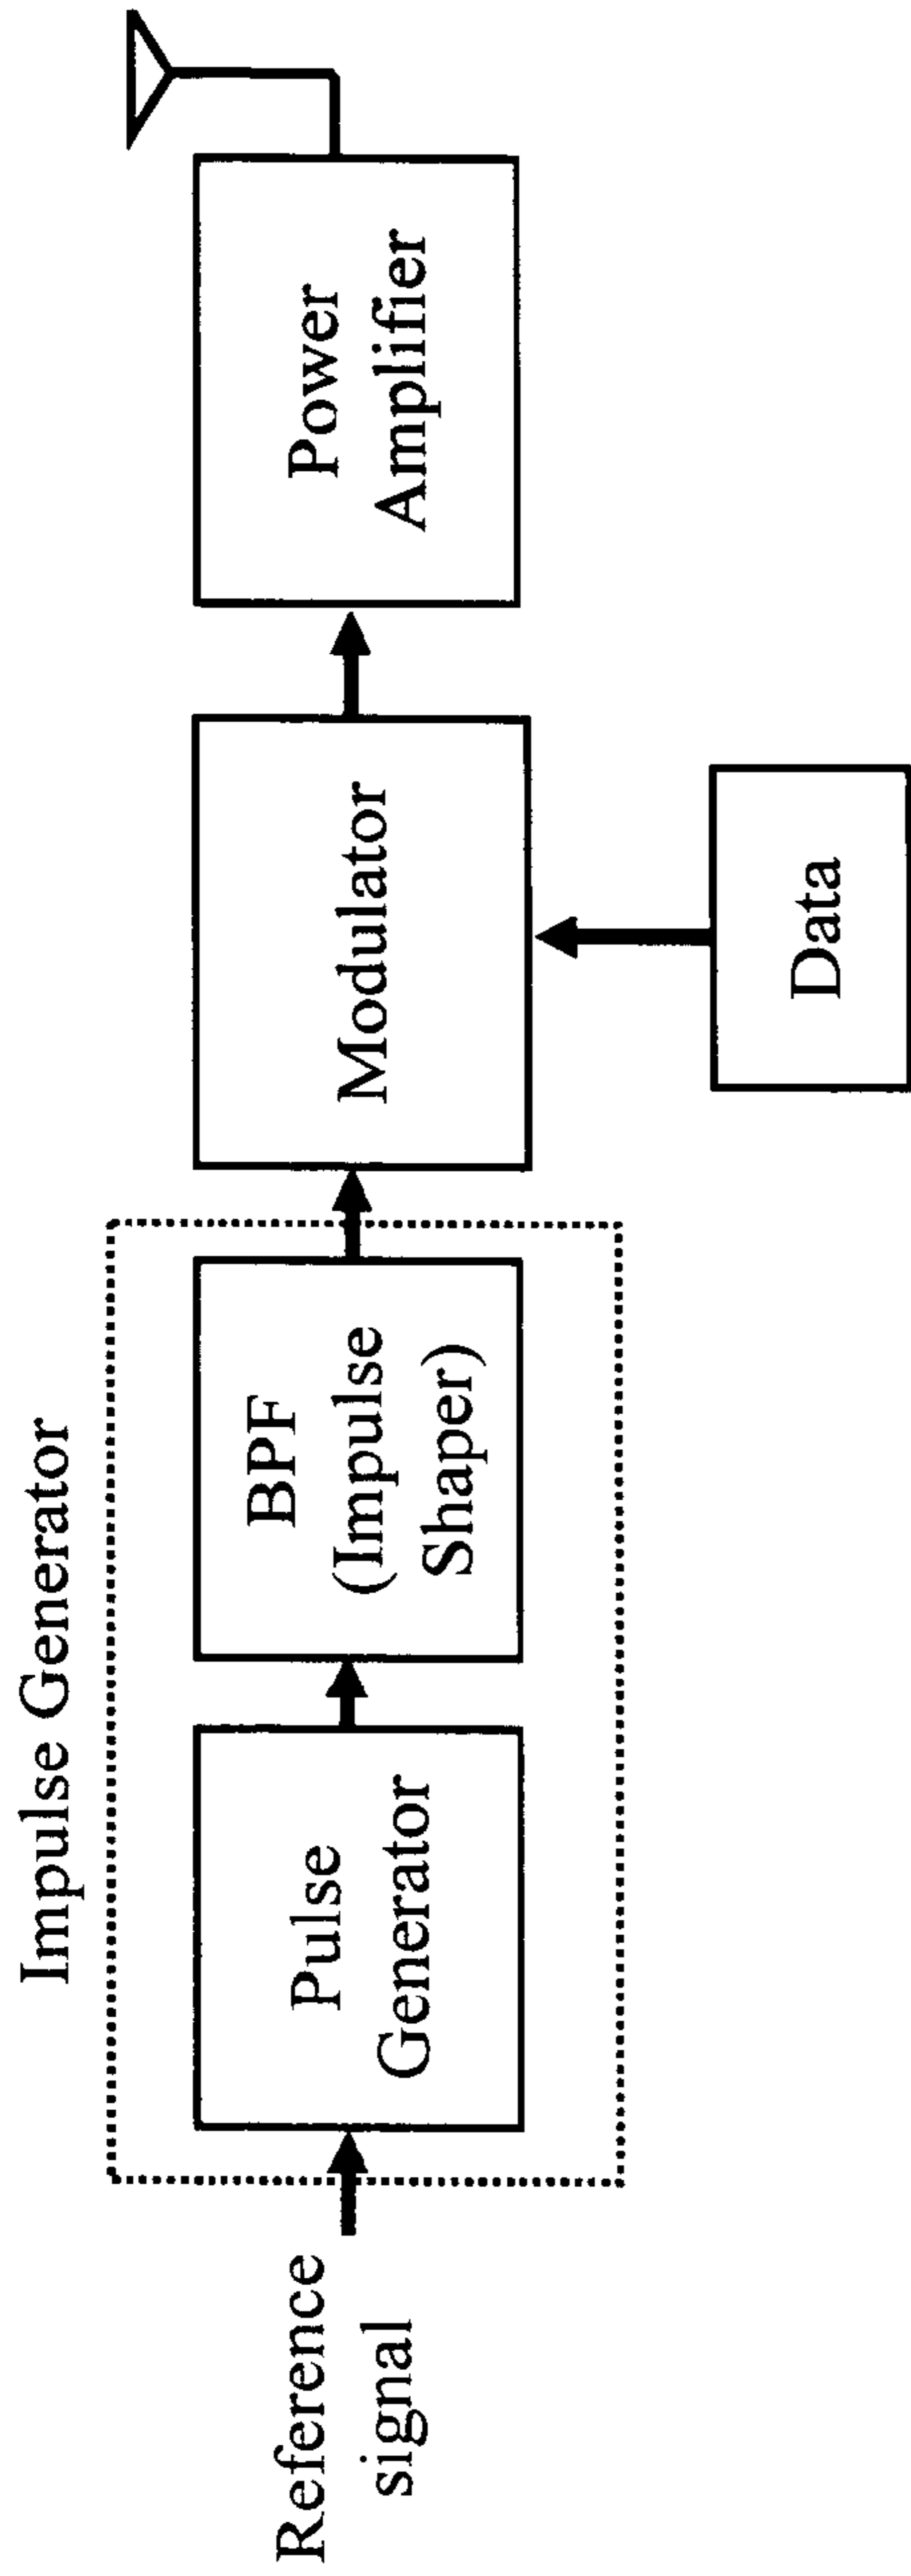 Impulse Generator
Reference
signal
Pulse
Generator
BPF
(Impulse
Shaper)
Modulator
Power
Amplifier
Data